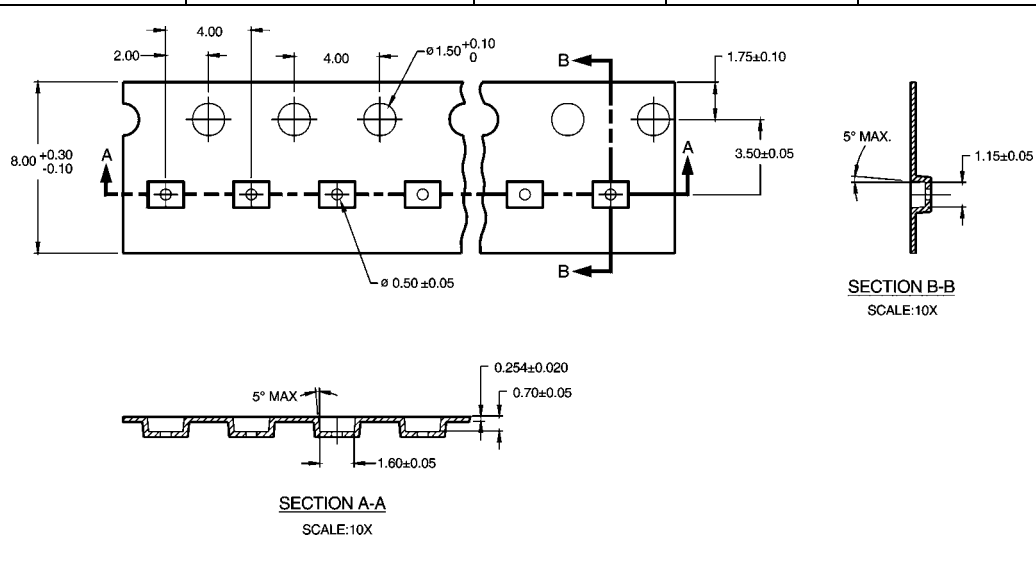 4.00
2.00
4.00
ø1.50 +0.10
0
B
1.75±0.10
8.00 +0.30
-0.10
A
A
3.50±0.05
5° MAX.
1.15±0.05
B
ø 0.50 ±0.05
SECTION B-B
SCALE:10X
0.254±0.020
5° MAX
0.70±0.05
1.60±0.05
SECTION A-A
SCALE:10X